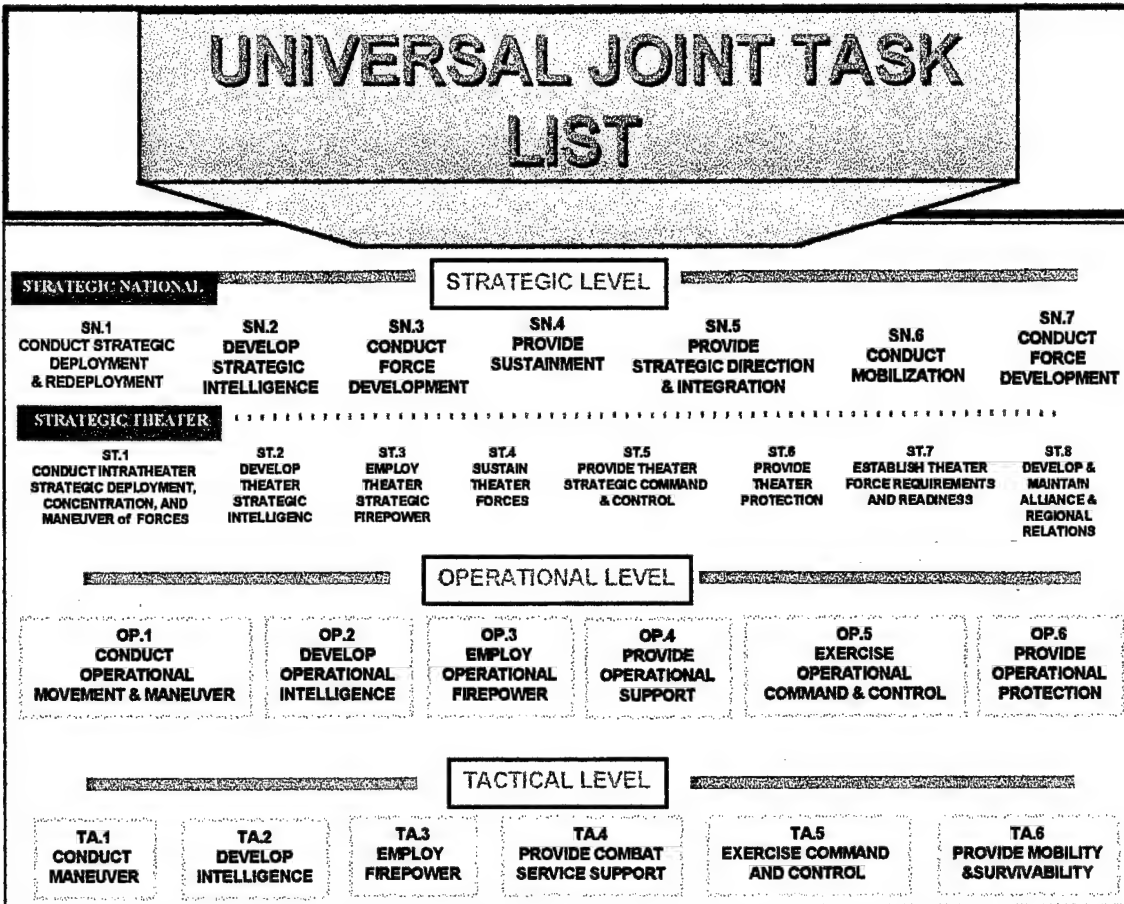 UNIVERSAL JOINT TASK
LIST
STRATEGIC LEVEL
STRATEGIC NATIONAL
SN.1
CONDUCT STRATEGIC
DEPLOYMENT
& REDEPLOYMENT
SN.2
DEVELOP
STRATEGIC
INTELLIGENCE
SN.3
CONDUCT
FORCE
DEVELOPMENT
SN.4
PROVIDE
SUSTAINMENT
SN.5
PROVIDE
STRATEGIC DIRECTION
& INTEGRATION
SN.6
CONDUCT
MOBILIZATION
SN.7
CONDUCT
FORCE
DEVELOPMENT
STRATEGIC THEATER
ST.1
CONDUCT INTRATHEATER
STRATEGIC DEPLOYMENT,
CONCENTRATION, AND
MANEUVER of FORCES
ST.2
DEVELOP
THEATER
STRATEGIC
INTELLIGENC
ST.3
EMPLOY
THEATER
STRATEGIC
FIREPOWER
ST.4
SUSTAIN
THEATER
FORCES
ST.5
PROVIDE THEATER
STRATEGIC COMMAND
& CONTROL
ST.6
PROVIDE
THEATER
PROTECTION
ST.7
ESTABLISH THEATER
FORCE REQUIREMENTS
AND READINESS
ST.8
DEVELOP &
MAINTAIN
ALLIANCE &
REGIONAL
RELATIONS
OPERATIONAL LEVEL
OP.1
CONDUCT
OPERATIONAL
MOVEMENT & MANEUVER
OP.2
DEVELOP
OPERATIONAL
INTELLIGENCE
OP.3
EMPLOY
OPERATIONAL
FIREPOWER
OP.4
PROVIDE
OPERATIONAL
SUPPORT
OP.5
EXERCISE
OPERATIONAL
COMMAND & CONTROL
OP.6
PROVIDE
OPERATIONAL
PROTECTION
TACTICAL LEVEL
TA.1
CONDUCT
MANEUVER
TA.2
DEVELOP
INTELLIGENCE
TA.3
EMPLOY
FIREPOWER
TA.4
PROVIDE COMBAT
SERVICE SUPPORT
TA.5
EXERCISE COMMAND
AND CONTROL
TA.6
PROVIDE MOBILITY
&SURVIVABILITY